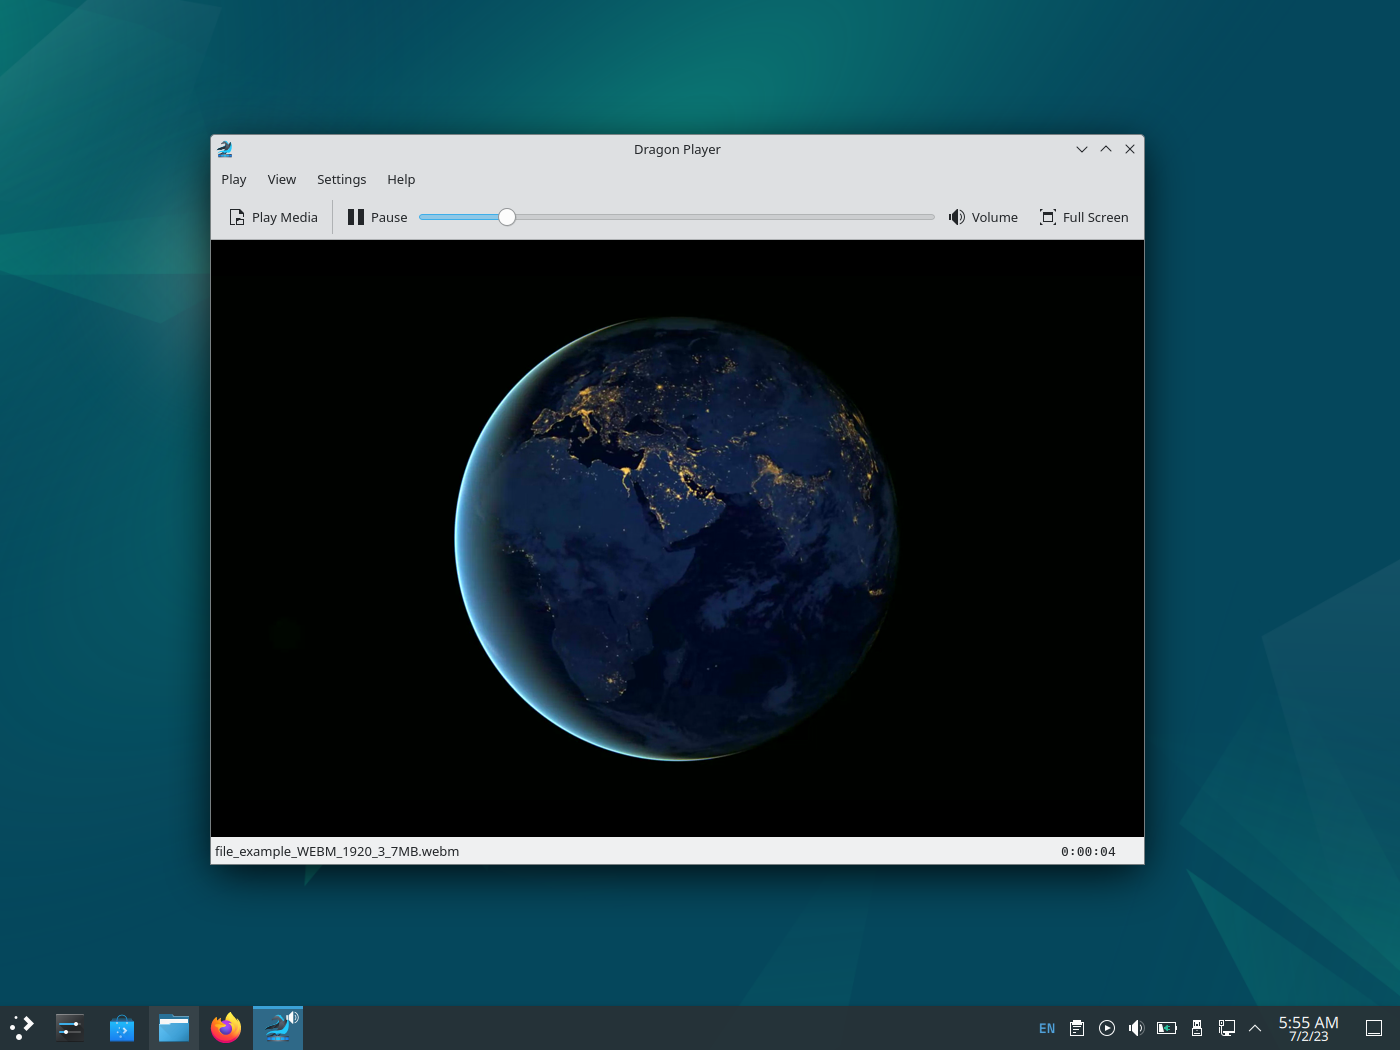 Dragon Player
Play View Settings Help
Play Media Pause Volume Full Screen
file_example_WEBM_1920_3_7MB.webm 0:00:04
EN 5:55 AM
7/2/23